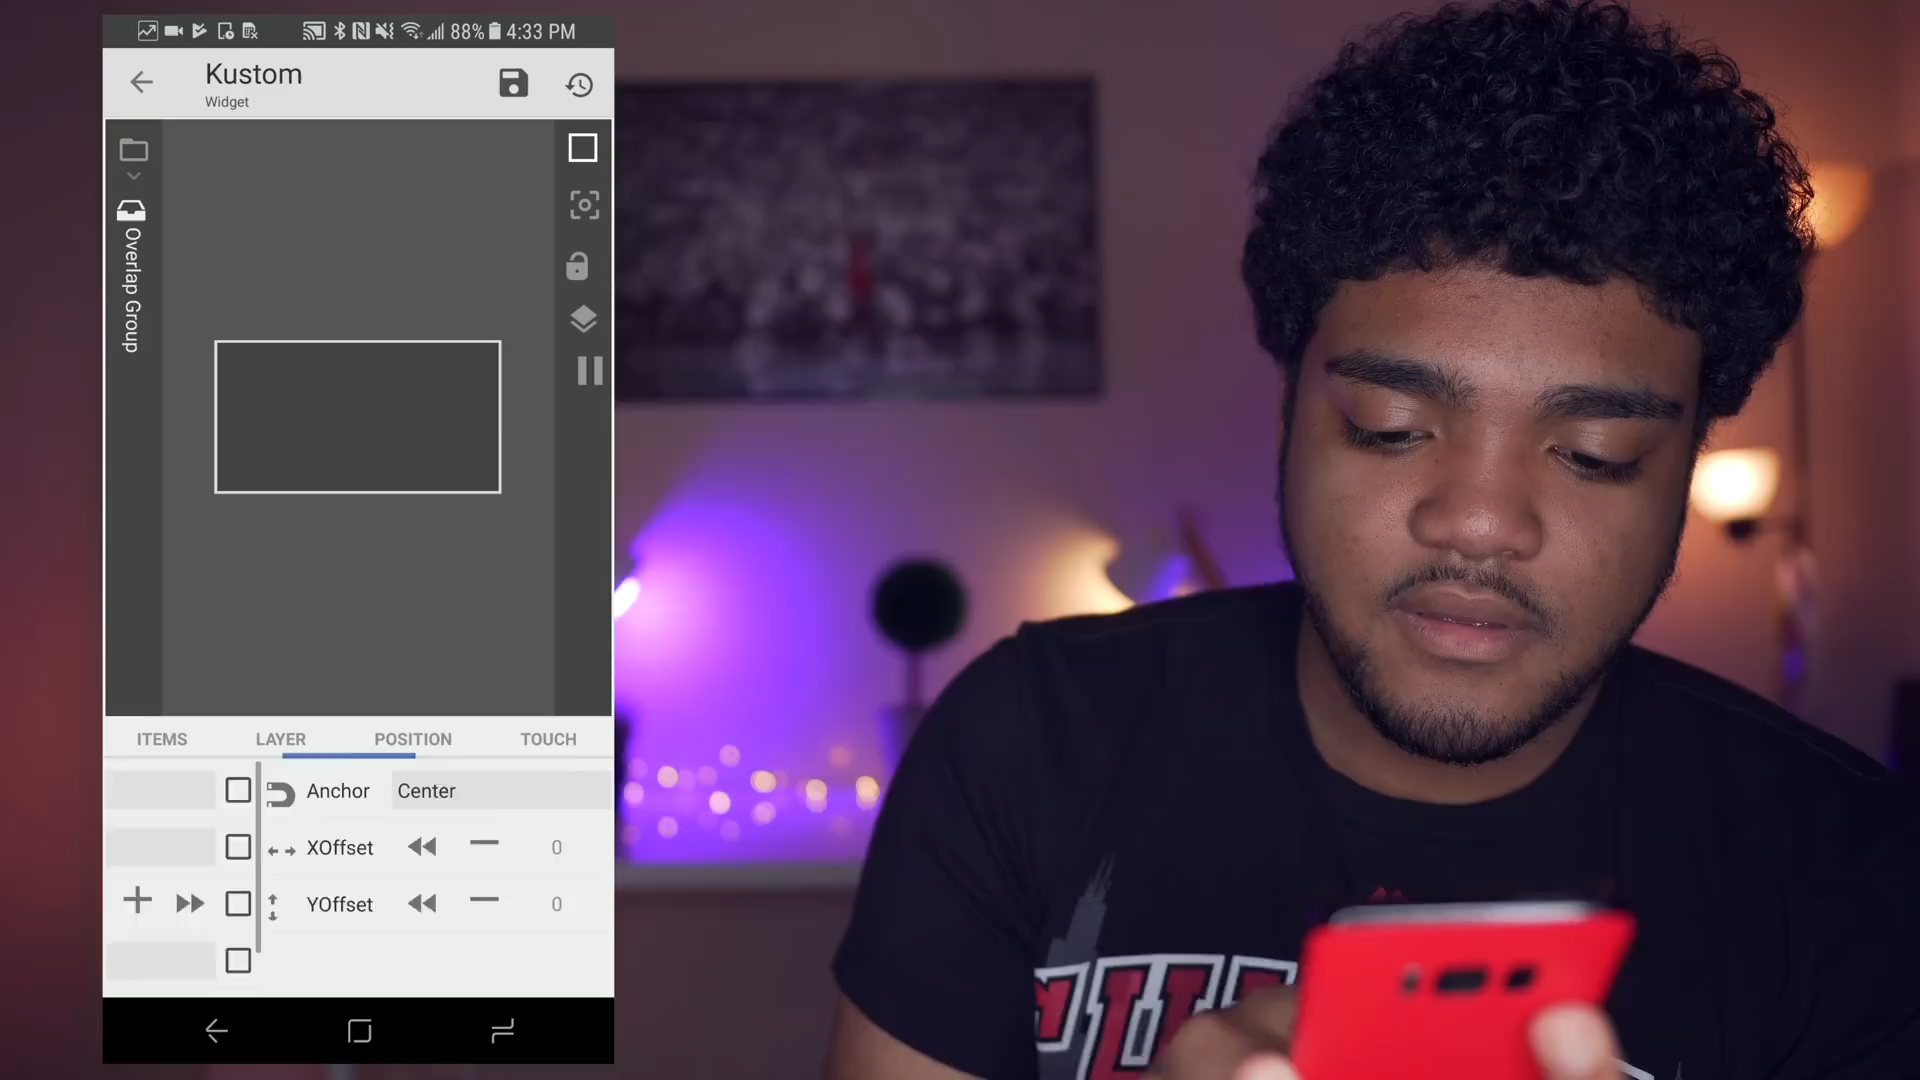 88% 4:33 PM
Kustom
Widget
Overlap Group
ITEMS LAYER POSITION TOUCH
Anchor Center
XOffset 0
YOffset 0